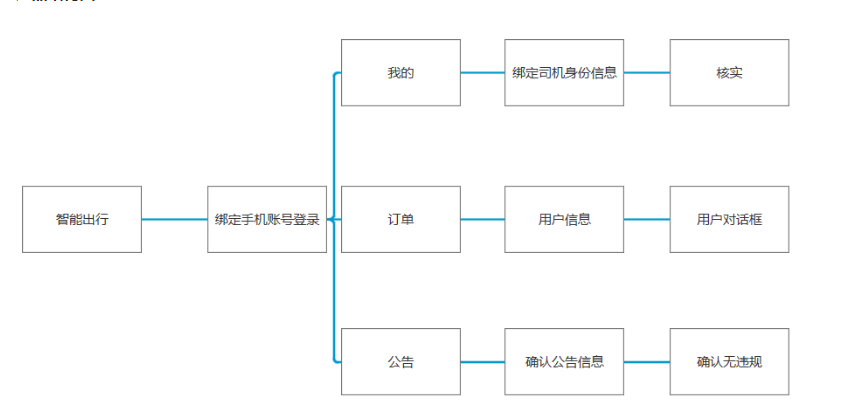 我的
绑定司机身份信息
核实
智能出行
绑定手机账号登录
订单
用户信息
用户对话框
公告
确认公告信息
确认无违规